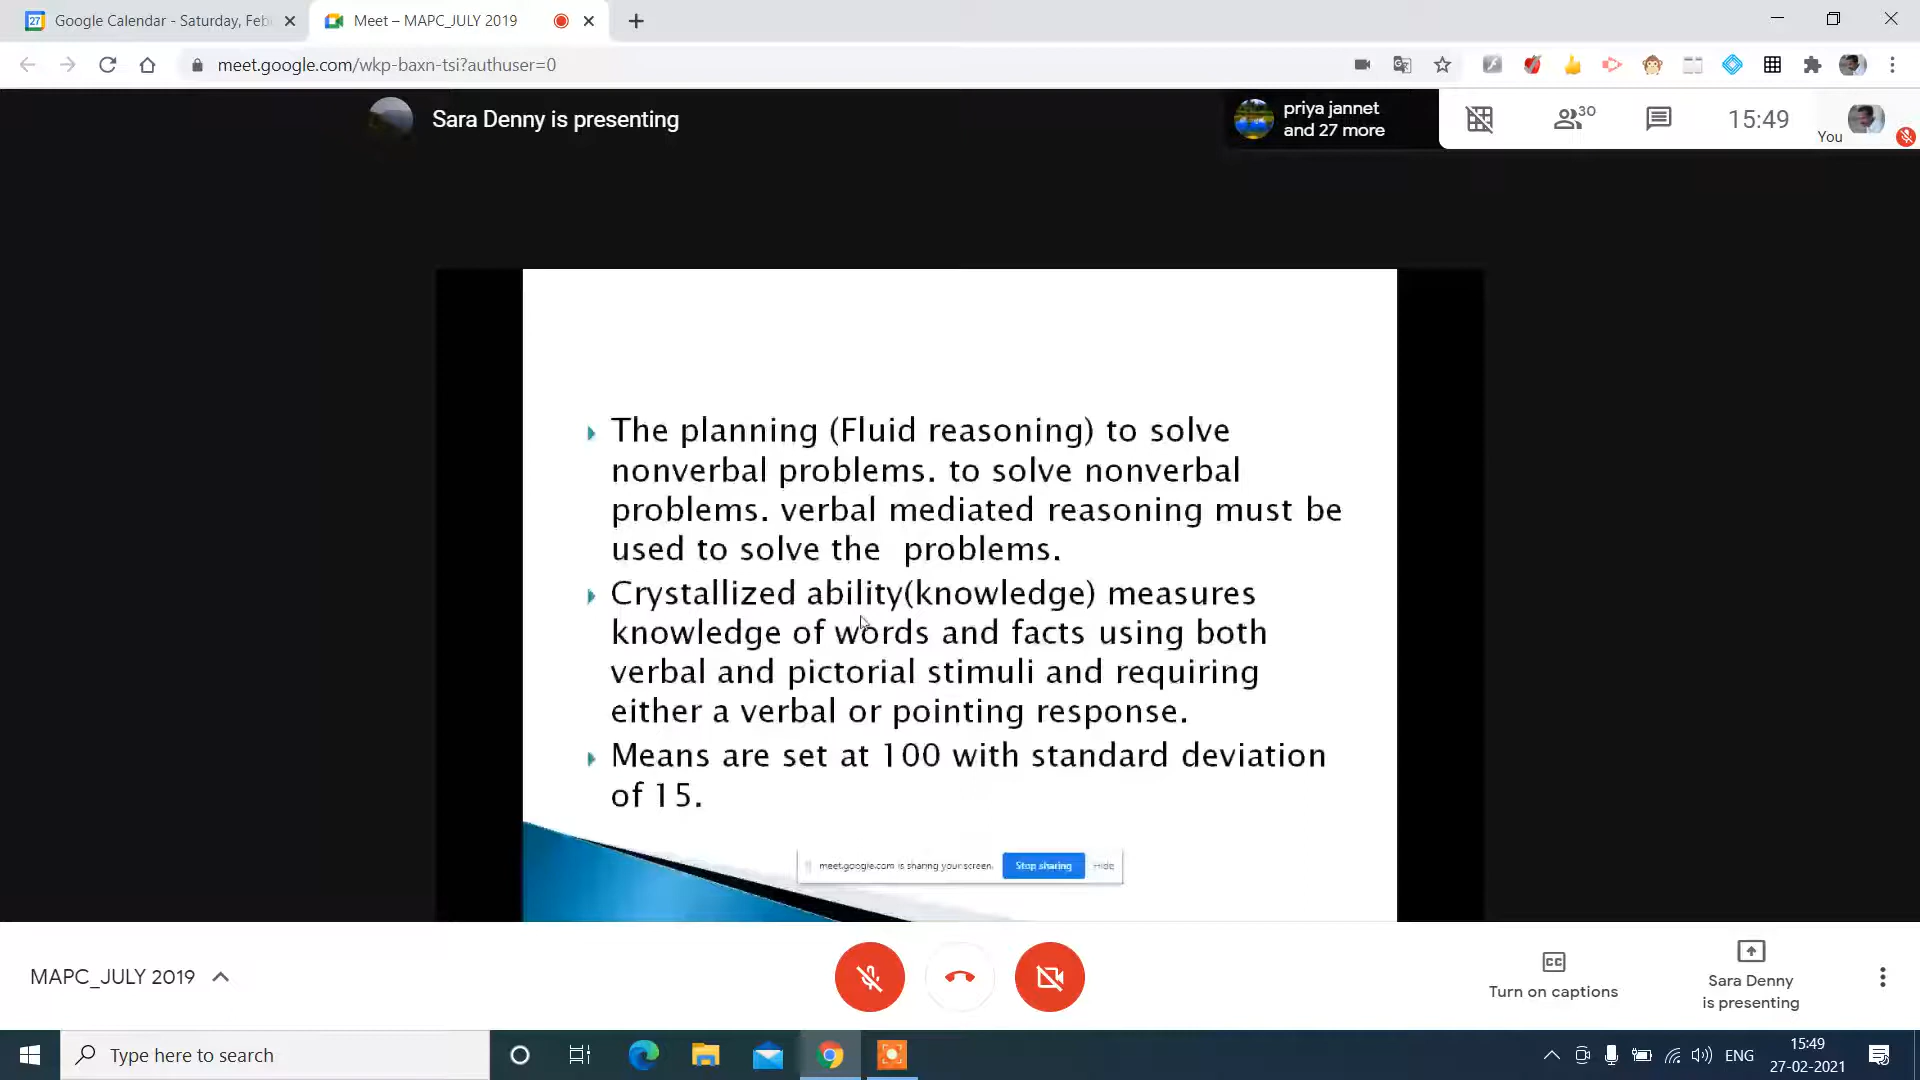 Google Calendar - Saturday, Feb
Meet – MAPC_JULY 2019
meet.google.com/wkp-baxn-tsi?authuser=0
Sara Denny is presenting
priya jannet
and 27 more
30
15:49
You
The planning (Fluid reasoning) to solve
nonverbal problems. to solve nonverbal
problems. verbal mediated reasoning must be
used to solve the problems.
Crystallized ability(knowledge) measures
knowledge of words and facts using both
verbal and pictorial stimuli and requiring
either a verbal or pointing response.
Means are set at 100 with standard deviation
of 15.
meet.google.com is sharing your screen.
Stop sharing
Hide
MAPC_JULY 2019
Turn on captions
Sara Denny
is presenting
Type here to search
ENG
15:49
27-02-2021